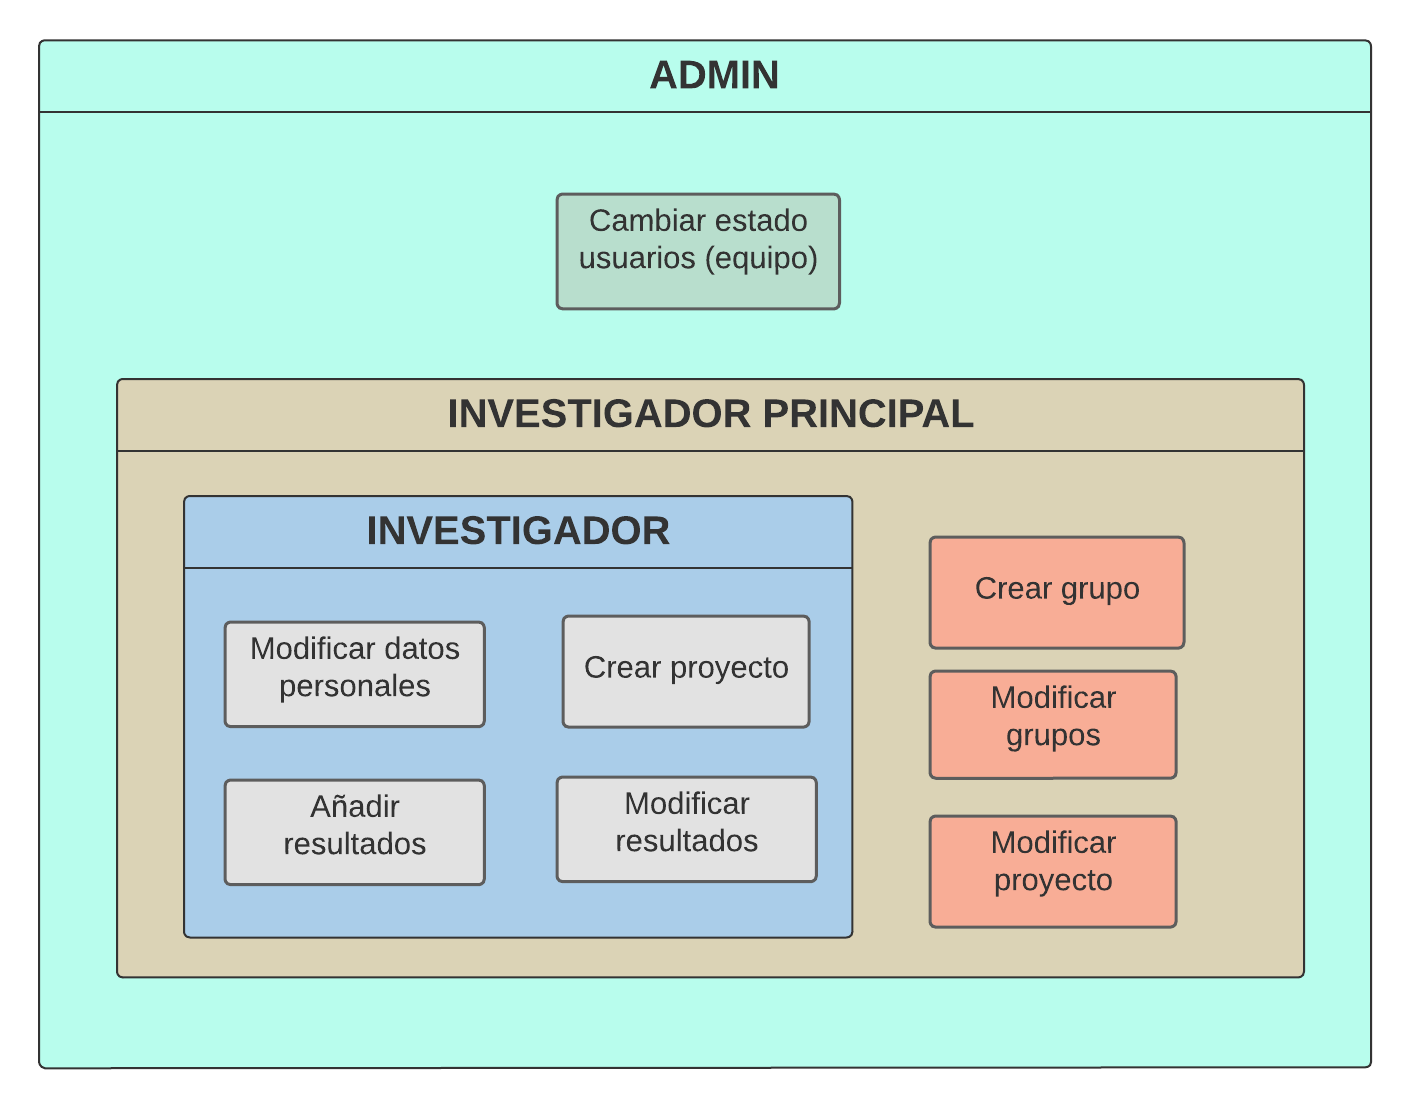 ADMIN
Cambiar estado
usuarios (equipo)
INVESTIGADOR PRINCIPAL
INVESTIGADOR
Modificar datos
personales
Crear proyecto
Añadir
resultados
Modificar
resultados
Crear grupo
Modificar
grupos
Modificar
proyecto